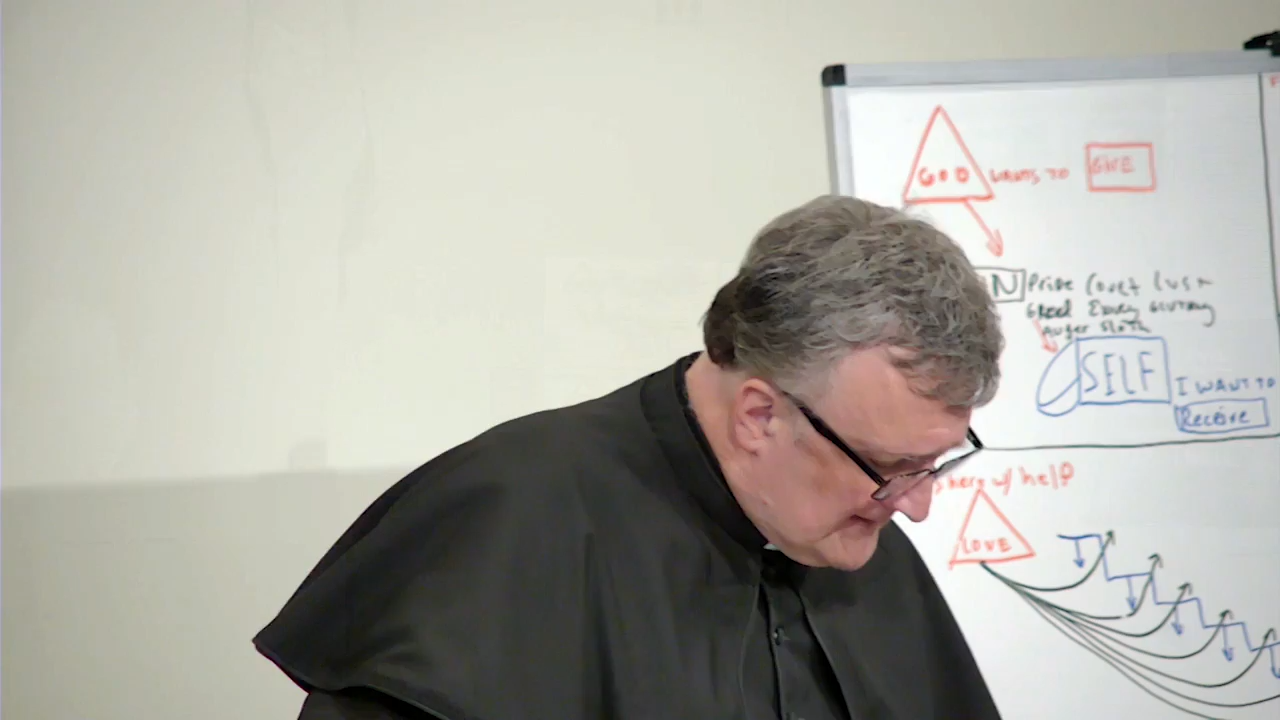 GOD WANTS TO GIVE
N Pride Covet Lust
Greed Envy Gluttony
Anger Sloth
SELF I WANT TO
Receive
here w/ help
LOVE